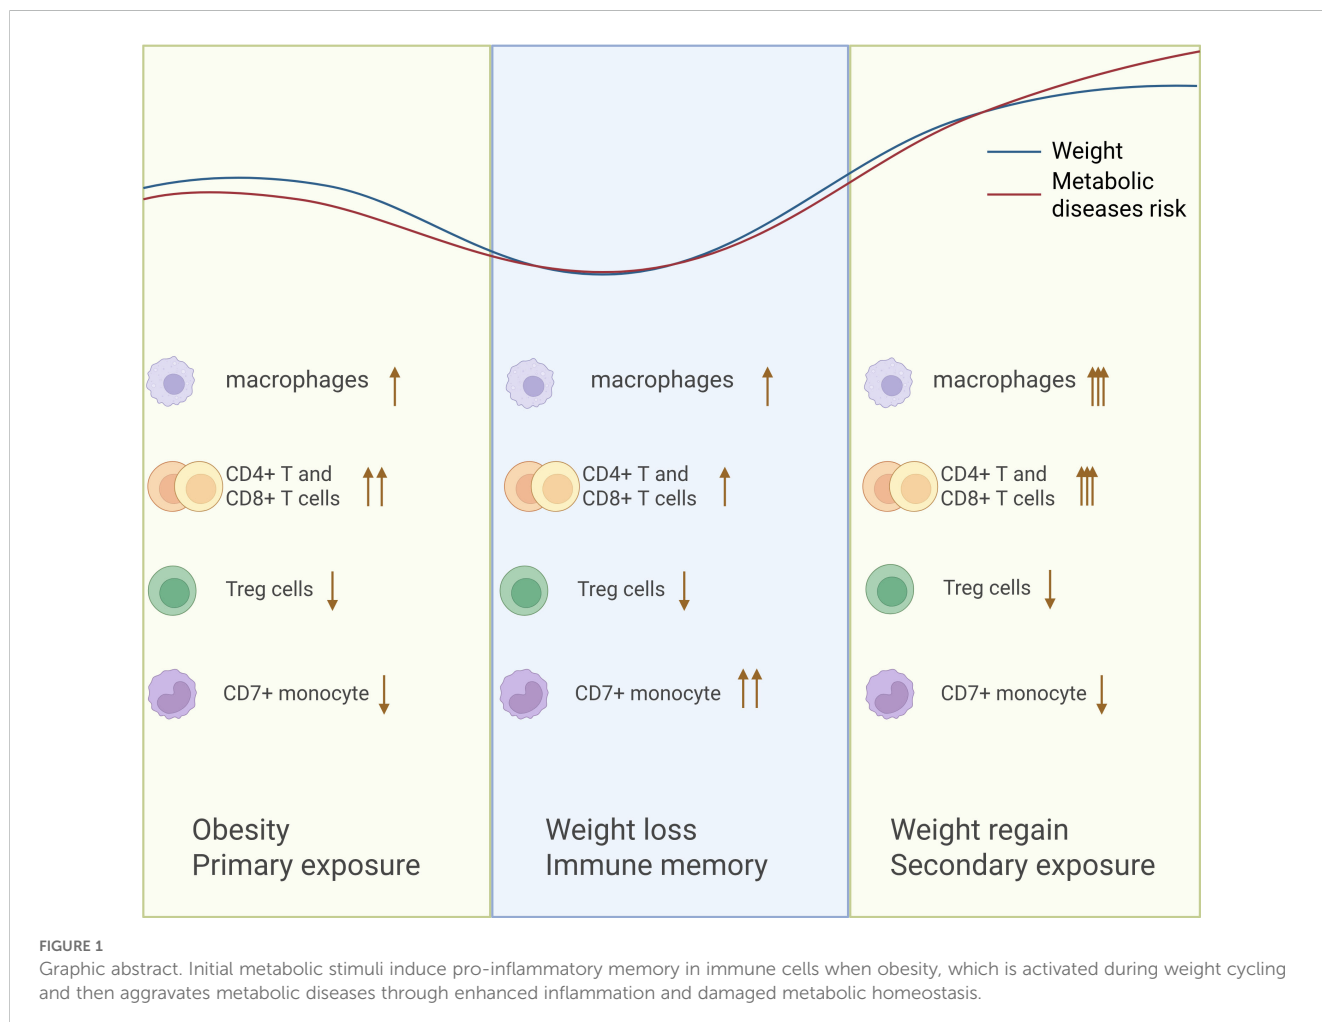 Weight
Metabolic
diseases risk
macrophages
CD4+ T and
CD8+ T cells
Treg cells
CD7+ monocyte
Obesity
Primary exposure
macrophages
CD4+ T and
CD8+ T cells
Treg cells
CD7+ monocyte
Weight loss
Immune memory
macrophages
CD4+ T and
CD8+ T cells
Treg cells
CD7+ monocyte
Weight regain
Secondary exposure
FIGURE 1
Graphic abstract. Initial metabolic stimuli induce pro-inflammatory memory in immune cells when obesity, which is activated during weight cycling
and then aggravates metabolic diseases through enhanced inflammation and damaged metabolic homeostasis.